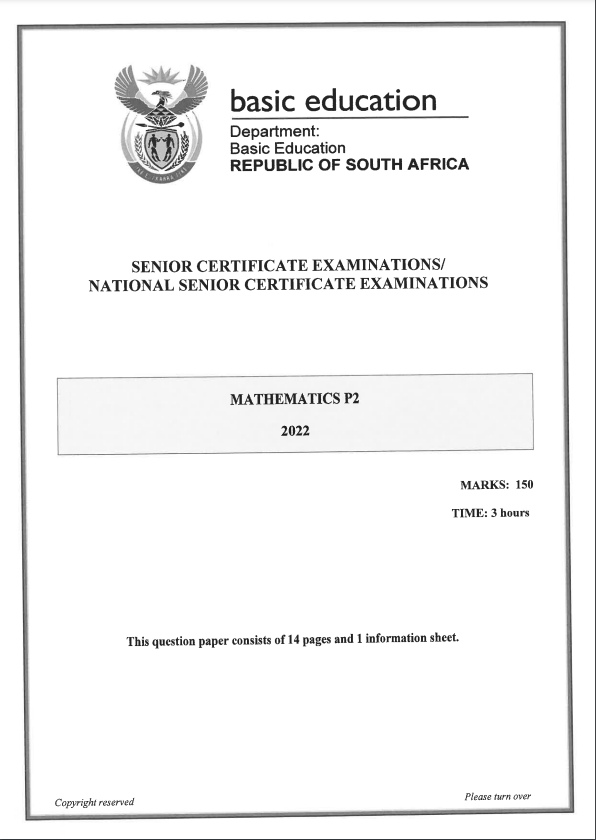 basic education
Department:
Basic Education
REPUBLIC OF SOUTH AFRICA
SENIOR CERTIFICATE EXAMINATIONS/
NATIONAL SENIOR CERTIFICATE EXAMINATIONS
MATHEMATICS P2
2022
MARKS: 150
TIME: 3 hours
This question paper consists of 14 pages and 1 information sheet.
Copyright reserved
Please turn over